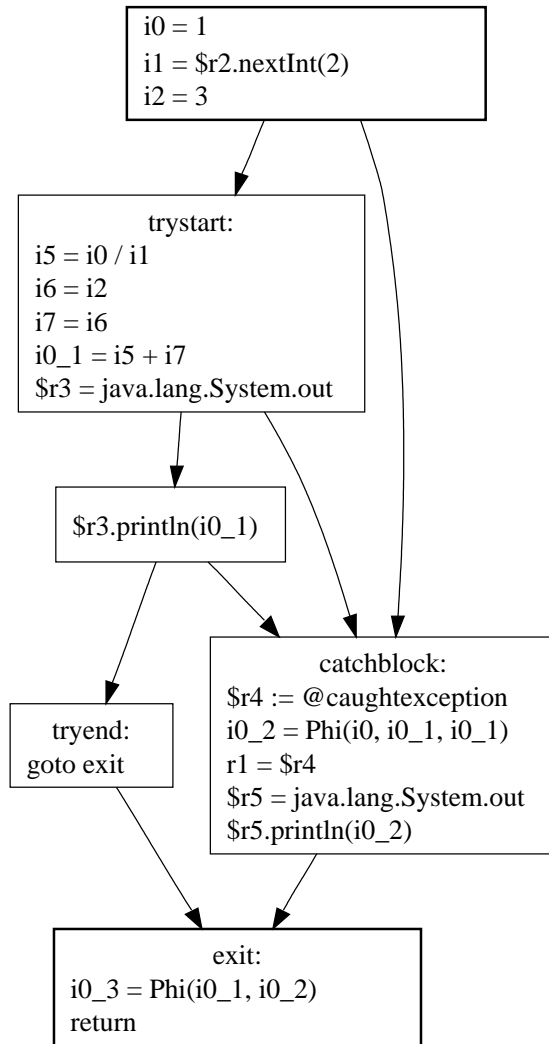 i0 = 1
i1 = $r2.nextInt(2)
i2 = 3
trystart:
i5 = i0 / i1
i6 = i2
i7 = i6
i0_1 = i5 + i7
$r3 = java.lang.System.out
$r3.println(i0_1)
catchblock:
$r4 := @caughtexception
i0_2 = Phi(i0, i0_1, i0_1)
r1 = $r4
$r5 = java.lang.System.out
$r5.println(i0_2)
tryend:
goto exit
exit:
i0_3 = Phi(i0_1, i0_2)
return